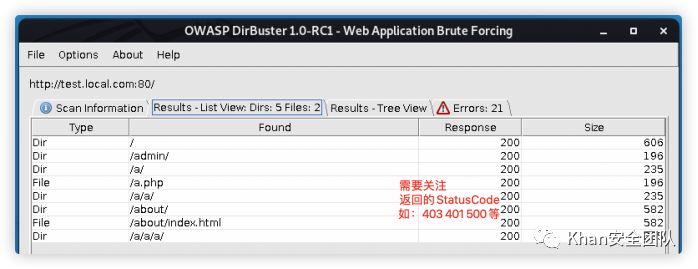 OWASP DirBuster 1.0-RC1 - Web Application Brute Forcing
File Options About Help
http://test.local.com:80/
Scan Information Results - List View: Dirs: 5 Files: 2 Results - Tree View Errors: 21
Type Found Response Size
Dir / 200 606
Dir /admin/ 200 196
Dir /a/ 200 235
File /a.php 200 196
Dir /a/a/ 200 235
Dir /about/ 200 582
File /about/index.html 200 582
Dir /a/a/a/ 200 235
需要关注
返回的StatusCode
如：403 401 500 等
Khan安全团队